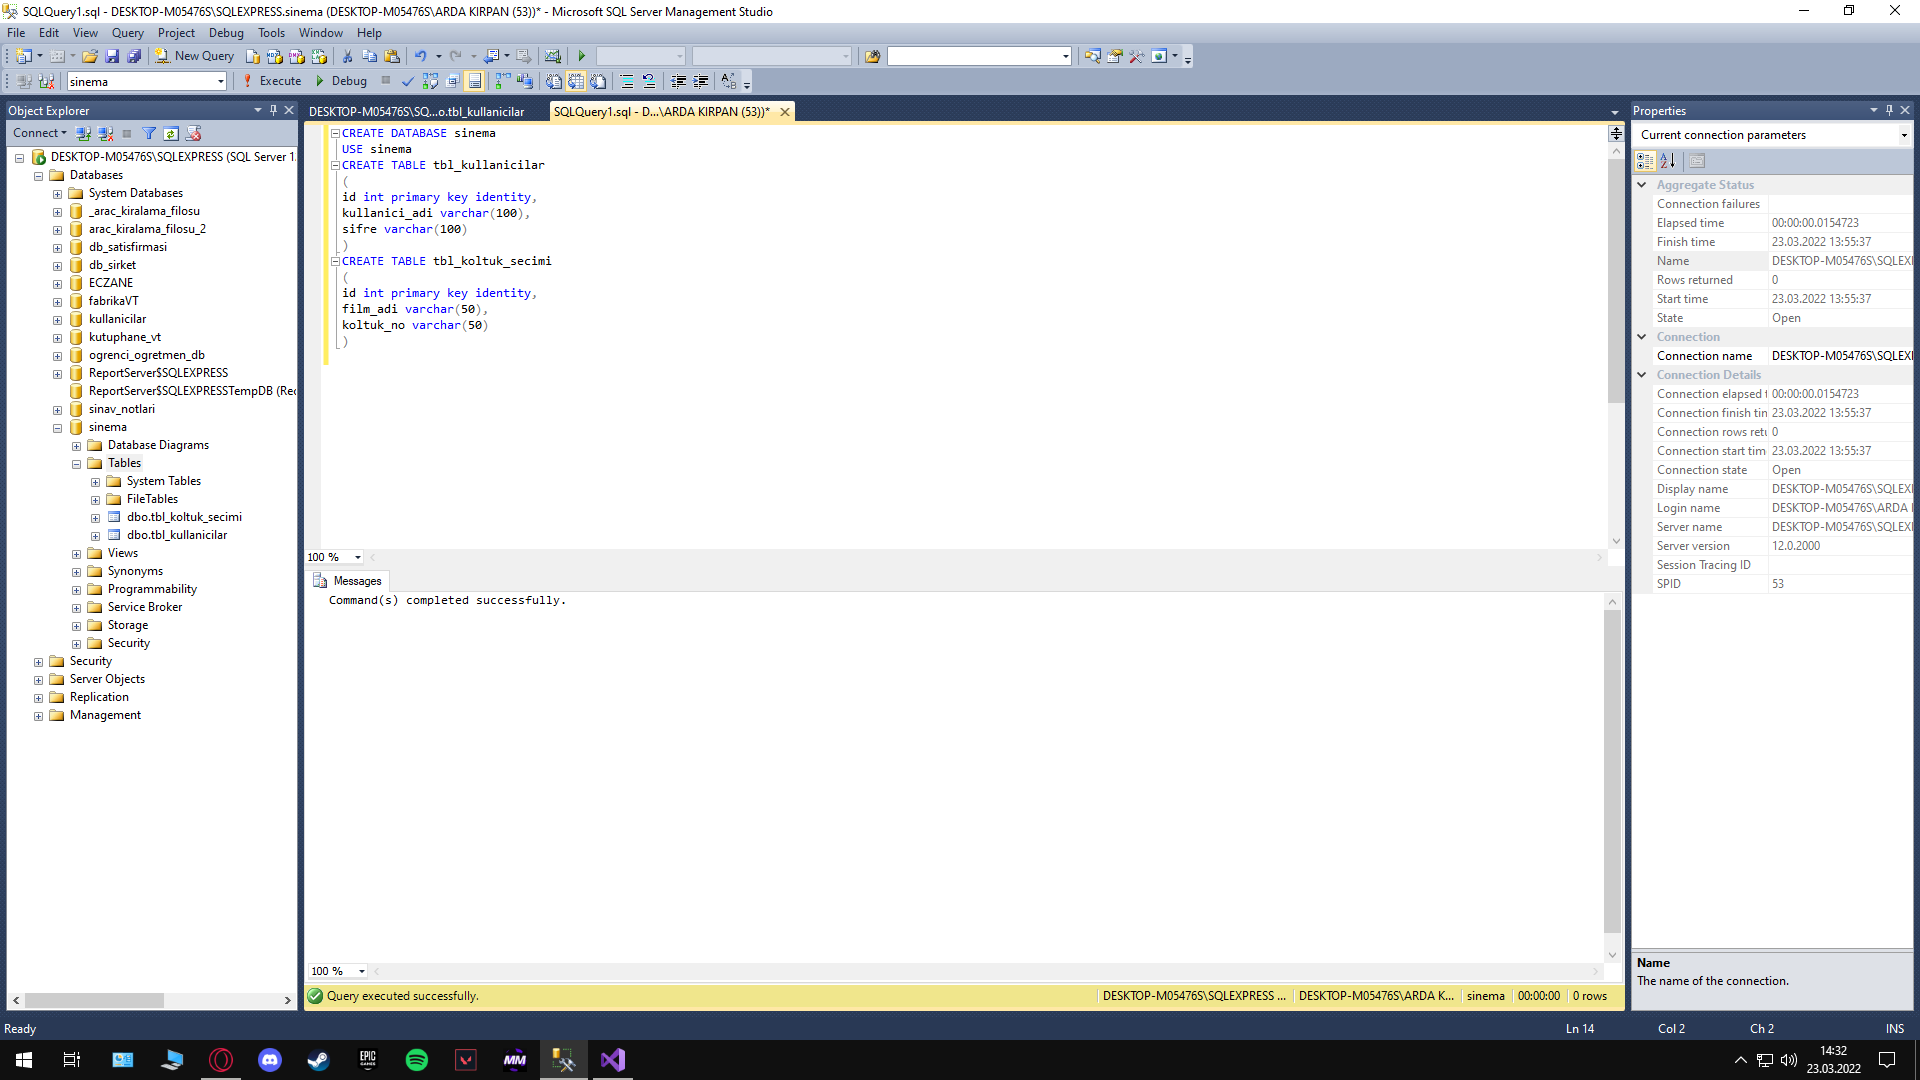 SQLQuery1.sql - DESKTOP-M05476S\SQLEXPRESS.sinema (DESKTOP-M05476S\ARDA KIRPAN (53))* - Microsoft SQL Server Management Studio
File Edit View Query Project Debug Tools Window Help
New Query
sinema Execute Debug
Object Explorer
Connect
DESKTOP-M05476S\SQLEXPRESS (SQL Server 1.
Databases
System Databases
_arac_kiralama_filosu
arac_kiralama_filosu_2
db_satisfirmasi
db_sirket
ECZANE
fabrikaVT
kullanicilar
kutuphane_vt
ogrenci_ogretmen_db
ReportServer$SQLEXPRESS
ReportServer$SQLEXPRESSTempDB (Rec
sinav_notlari
sinema
Database Diagrams
Tables
System Tables
FileTables
dbo.tbl_koltuk_secimi
dbo.tbl_kullanicilar
Views
Synonyms
Programmability
Service Broker
Storage
Security
Security
Server Objects
Replication
Management
DESKTOP-M05476S\SQ...o.tbl_kullanicilar
SQLQuery1.sql - D...\ARDA KIRPAN (53))*
CREATE DATABASE sinema
USE sinema
CREATE TABLE tbl_kullanicilar
(
id int primary key identity,
kullanici_adi varchar(100),
sifre varchar(100)
)
CREATE TABLE tbl_koltuk_secimi
(
id int primary key identity,
film_adi varchar(50),
koltuk_no varchar(50)
)
100 %
Messages
Command(s) completed successfully.
100 %
Query executed successfully. DESKTOP-M05476S\SQLEXPRESS ... DESKTOP-M05476S\ARDA K... sinema 00:00:00 0 rows
Properties
Current connection parameters
Aggregate Status
Connection failures
Elapsed time 00:00:00.0154723
Finish time 23.03.2022 13:55:37
Name DESKTOP-M05476S\SQLEXI
Rows returned 0
Start time 23.03.2022 13:55:37
State Open
Connection
Connection name DESKTOP-M05476S\SQLEXI
Connection Details
Connection elapsed t 00:00:00.0154723
Connection finish tin 23.03.2022 13:55:37
Connection rows retu 0
Connection start tim 23.03.2022 13:55:37
Connection state Open
Display name DESKTOP-M05476S\SQLEXI
Login name DESKTOP-M05476S\ARDA I
Server name DESKTOP-M05476S\SQLEXI
Server version 12.0.2000
Session Tracing ID
SPID 53
Name
The name of the connection.
Ready Ln 14 Col 2 Ch 2 INS
EPIC GAMES
MM
14:32
23.03.2022